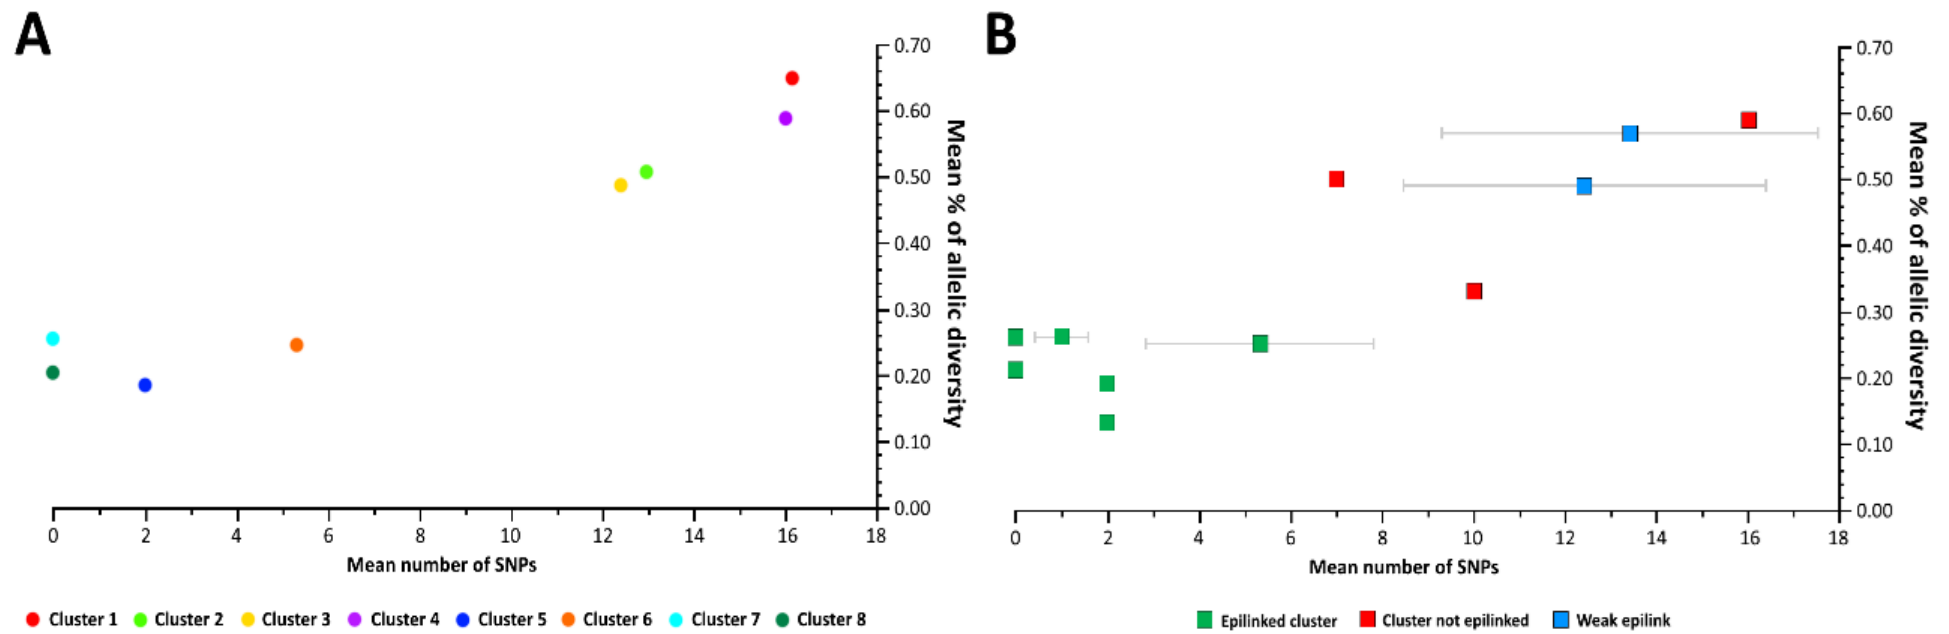 A
0.70
0.60
0.50
0.40
0.30
0.20
0.10
0.00
Mean % of allelic diversity
0 2 4 6 8 10 12 14 16 18
Mean number of SNPs
Cluster 1 Cluster 2 Cluster 3 Cluster 4 Cluster 5 Cluster 6 Cluster 7 Cluster 8
B
0.70
0.60
0.50
0.40
0.30
0.20
0.10
0.00
Mean % of allelic diversity
0 2 4 6 8 10 12 14 16 18
Mean number of SNPs
Epilinked cluster Cluster not epilinked Weak epilink